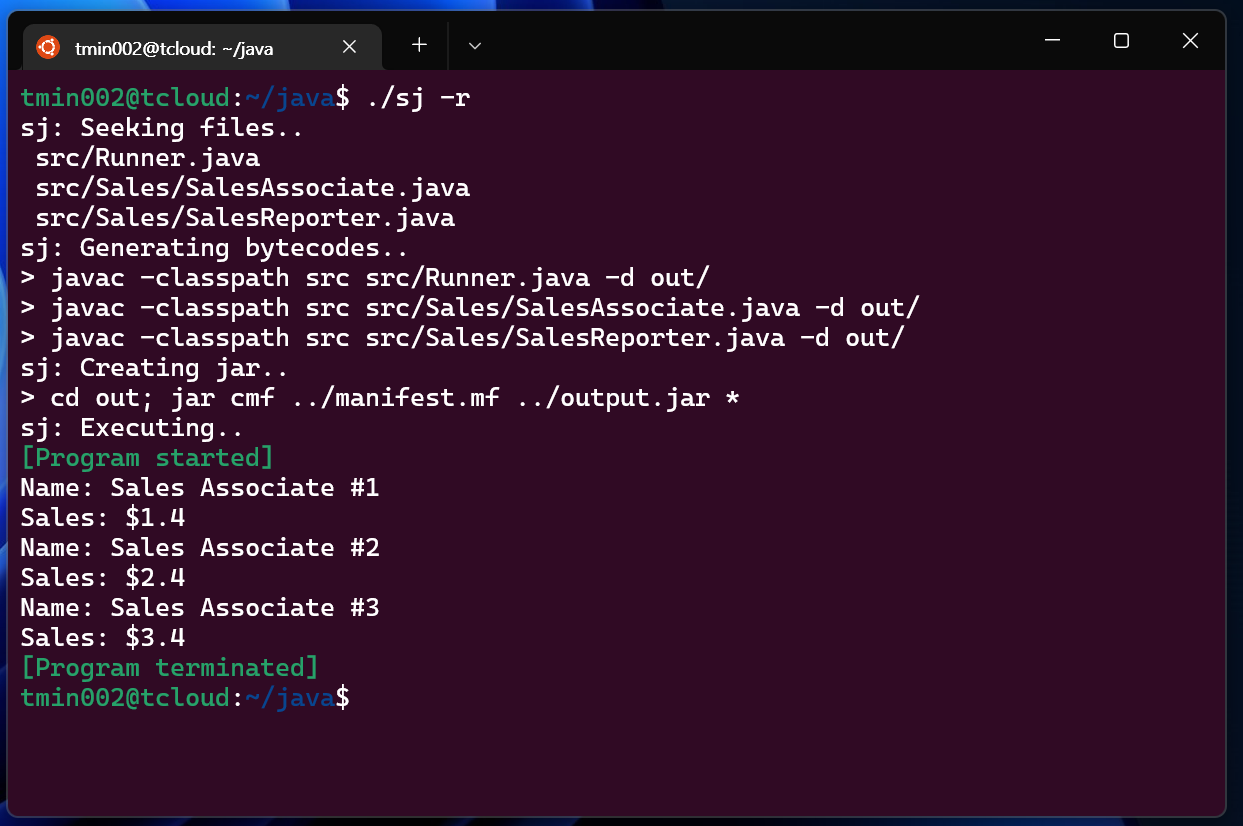 tmin002@tcloud: ~/java
tmin002@tcloud:~/java$ ./sj -r
sj: Seeking files..
src/Runner.java
src/Sales/SalesAssociate.java
src/Sales/SalesReporter.java
sj: Generating bytecodes..
> javac -classpath src src/Runner.java -d out/
> javac -classpath src src/Sales/SalesAssociate.java -d out/
> javac -classpath src src/Sales/SalesReporter.java -d out/
sj: Creating jar..
> cd out; jar cmf ../manifest.mf ../output.jar *
sj: Executing..
[Program started]
Name: Sales Associate #1
Sales: $1.4
Name: Sales Associate #2
Sales: $2.4
Name: Sales Associate #3
Sales: $3.4
[Program terminated]
tmin002@tcloud:~/java$